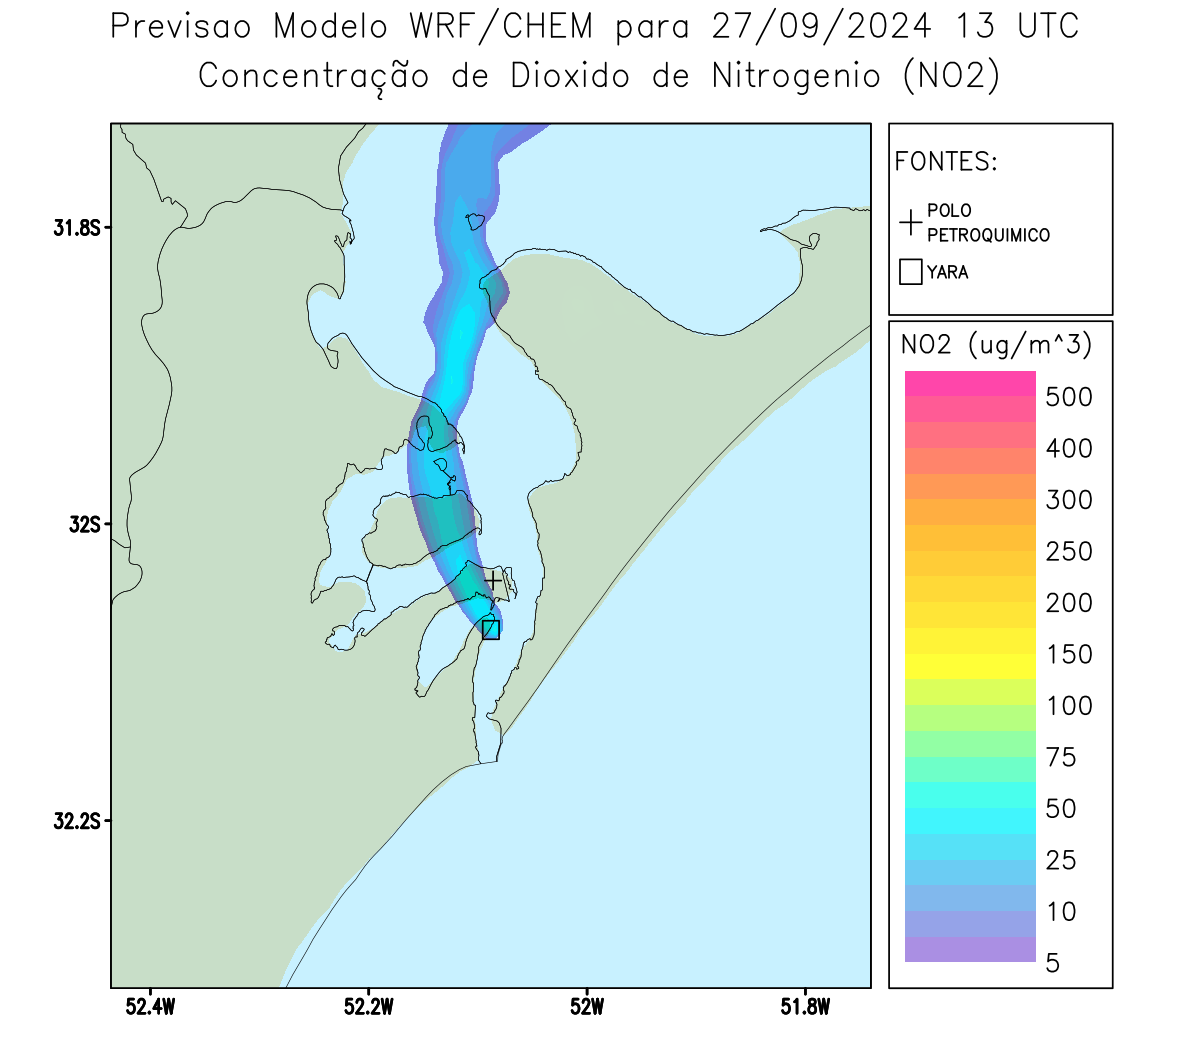 Previsao Modelo WRF/CHEM para 27/09/2024 13 UTC
Concentração de Dioxido de Nitrogenio (NO2)
FONTES:
POLO
PETROQUIMICO
YARA
31.8S
32S
32.2S
52.4W
52.2W
52W
51.8W
NO2 (ug/m^3)
500
400
300
250
200
150
100
75
50
25
10
5